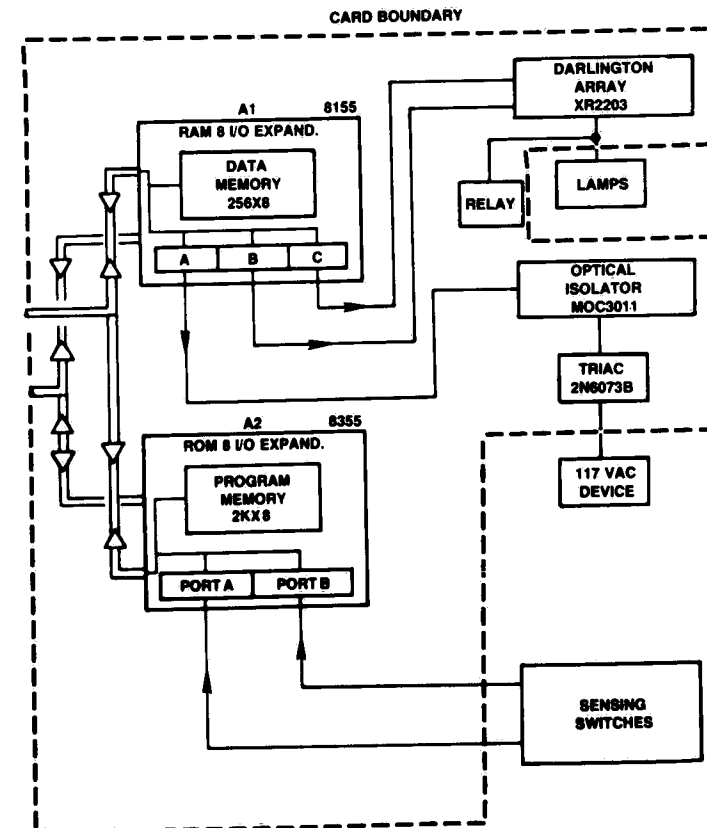 CARD BOUNDARY
DARLINGTON
ARRAY
XR2203
A1
8155
RAM 8 I/O EXPAND.
DATA
MEMORY
256X8
A
B
C
RELAY
LAMPS
OPTICAL
ISOLATOR
MOC3011
TRIAC
2N6073B
A2
8355
ROM 8 I/O EXPAND.
PROGRAM
MEMORY
2KX8
PORT A
PORT B
117 VAC
DEVICE
SENSING
SWITCHES